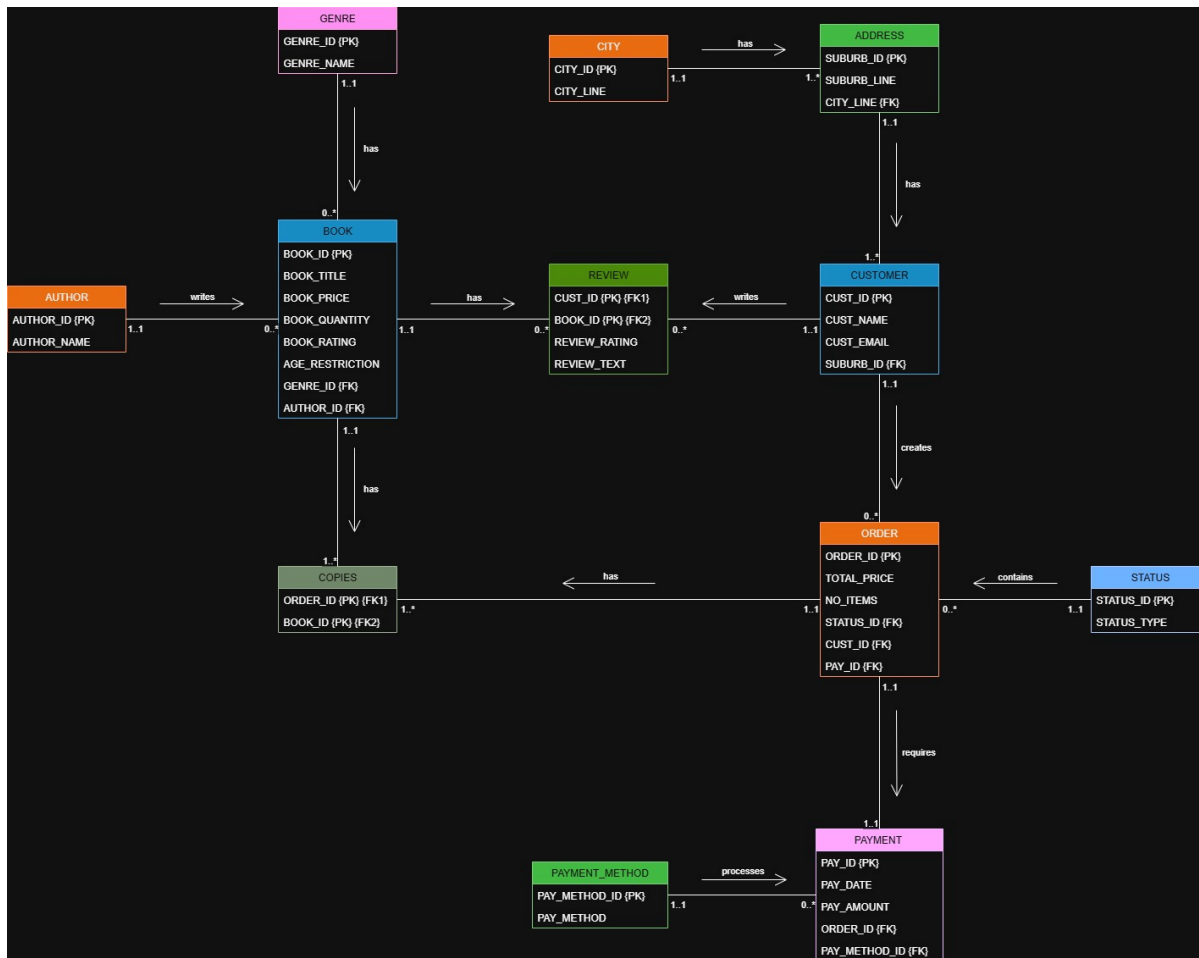 GENRE
GENRE_ID {PK}
GENRE_NAME
1..1
has
0..*
CITY
CITY_ID {PK}
CITY_LINE
has
1..1
1..*
ADDRESS
SUBURB_ID {PK}
SUBURB_LINE
CITY_LINE {FK}
1..1
has
1..*
AUTHOR
AUTHOR_ID {PK}
AUTHOR_NAME
writes
1..1
0..*
BOOK
BOOK_ID {PK}
BOOK_TITLE
BOOK_PRICE
BOOK_QUANTITY
BOOK_RATING
AGE_RESTRICTION
GENRE_ID {FK}
AUTHOR_ID {FK}
has
1..1
0..*
REVIEW
CUST_ID {PK} {FK1}
BOOK_ID {PK} {FK2}
REVIEW_RATING
REVIEW_TEXT
writes
0..*
1..1
CUSTOMER
CUST_ID {PK}
CUST_NAME
CUST_EMAIL
SUBURB_ID {FK}
1..1
has
1..*
1..1
creates
0..*
COPIES
ORDER_ID {PK} {FK1}
BOOK_ID {PK} {FK2}
has
1..*
1..1
ORDER
ORDER_ID {PK}
TOTAL_PRICE
NO_ITEMS
STATUS_ID {FK}
CUST_ID {FK}
PAY_ID {FK}
contains
0..*
1..1
STATUS
STATUS_ID {PK}
STATUS_TYPE
1..1
requires
1..1
PAYMENT_METHOD
PAY_METHOD_ID {PK}
PAY_METHOD
processes
1..1
0..*
PAYMENT
PAY_ID {PK}
PAY_DATE
PAY_AMOUNT
ORDER_ID {FK}
PAY_METHOD_ID {FK}